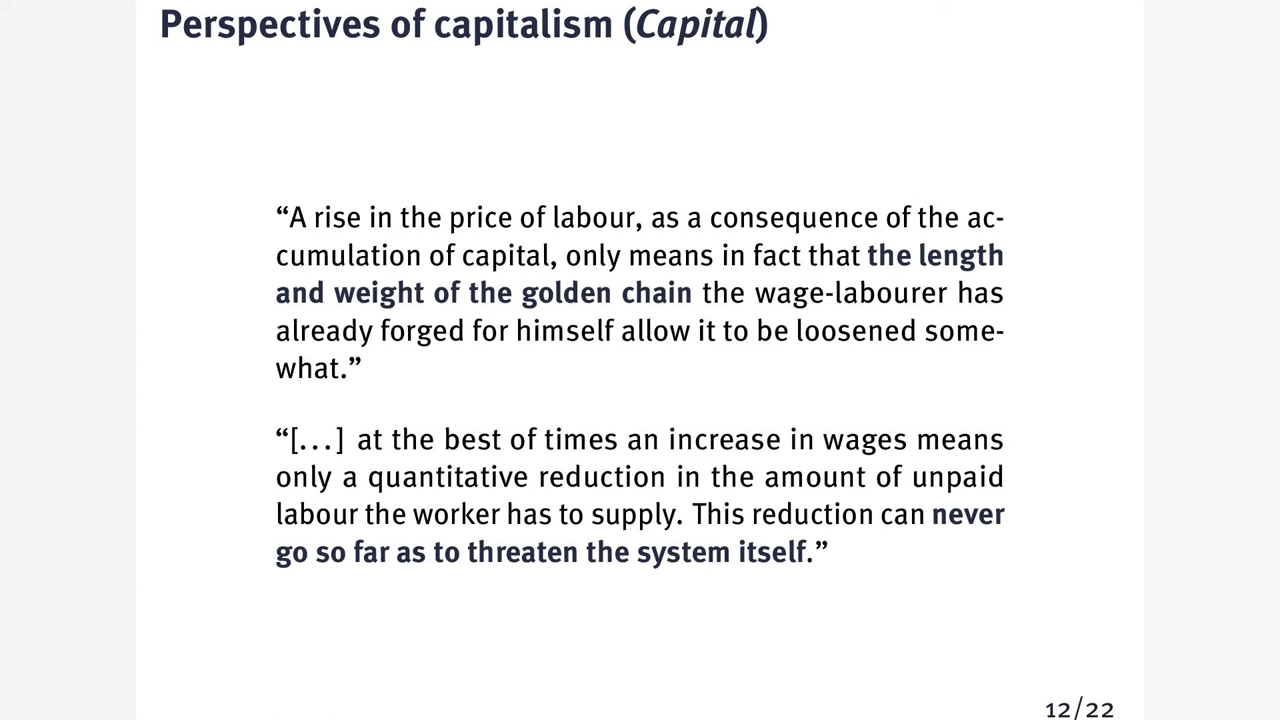 Perspectives of capitalism (Capital)
“A rise in the price of labour, as a consequence of the ac-
cumulation of capital, only means in fact that the length
and weight of the golden chain the wage-labourer has
already forged for himself allow it to be loosened some-
what.”
“[...] at the best of times an increase in wages means
only a quantitative reduction in the amount of unpaid
labour the worker has to supply. This reduction can never
go so far as to threaten the system itself.”
12/22